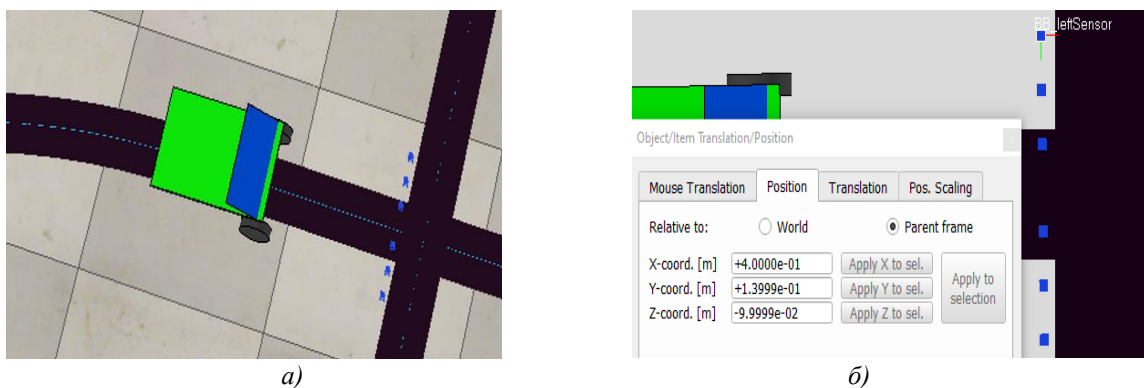 BB_leftSensor
Object/Item Translation/Position
Mouse Translation Position Translation Pos. Scaling
Relative to: World Parent frame
X-coord. [m] +4.0000e-01 Apply X to sel.
Y-coord. [m] +1.3999e-01 Apply Y to sel.
Z-coord. [m] -9.9999e-02 Apply Z to sel.
Apply to
selection
а) б)